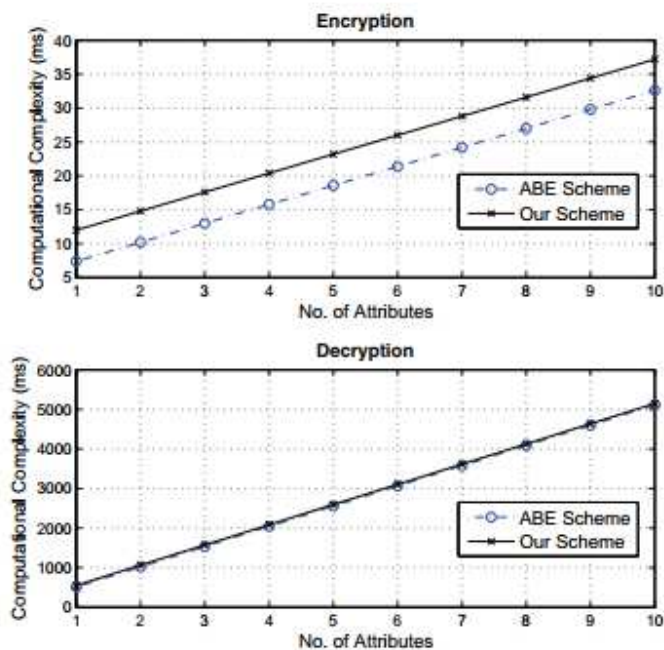 Encryption
Computational Complexity (ms)
40
35
30
25
20
15
10
5
ABE Scheme
Our Scheme
1 2 3 4 5 6 7 8 9 10
No. of Attributes
Decryption
Computational Complexity (ms)
6000
5000
4000
3000
2000
1000
0
ABE Scheme
Our Scheme
1 2 3 4 5 6 7 8 9 10
No. of Attributes